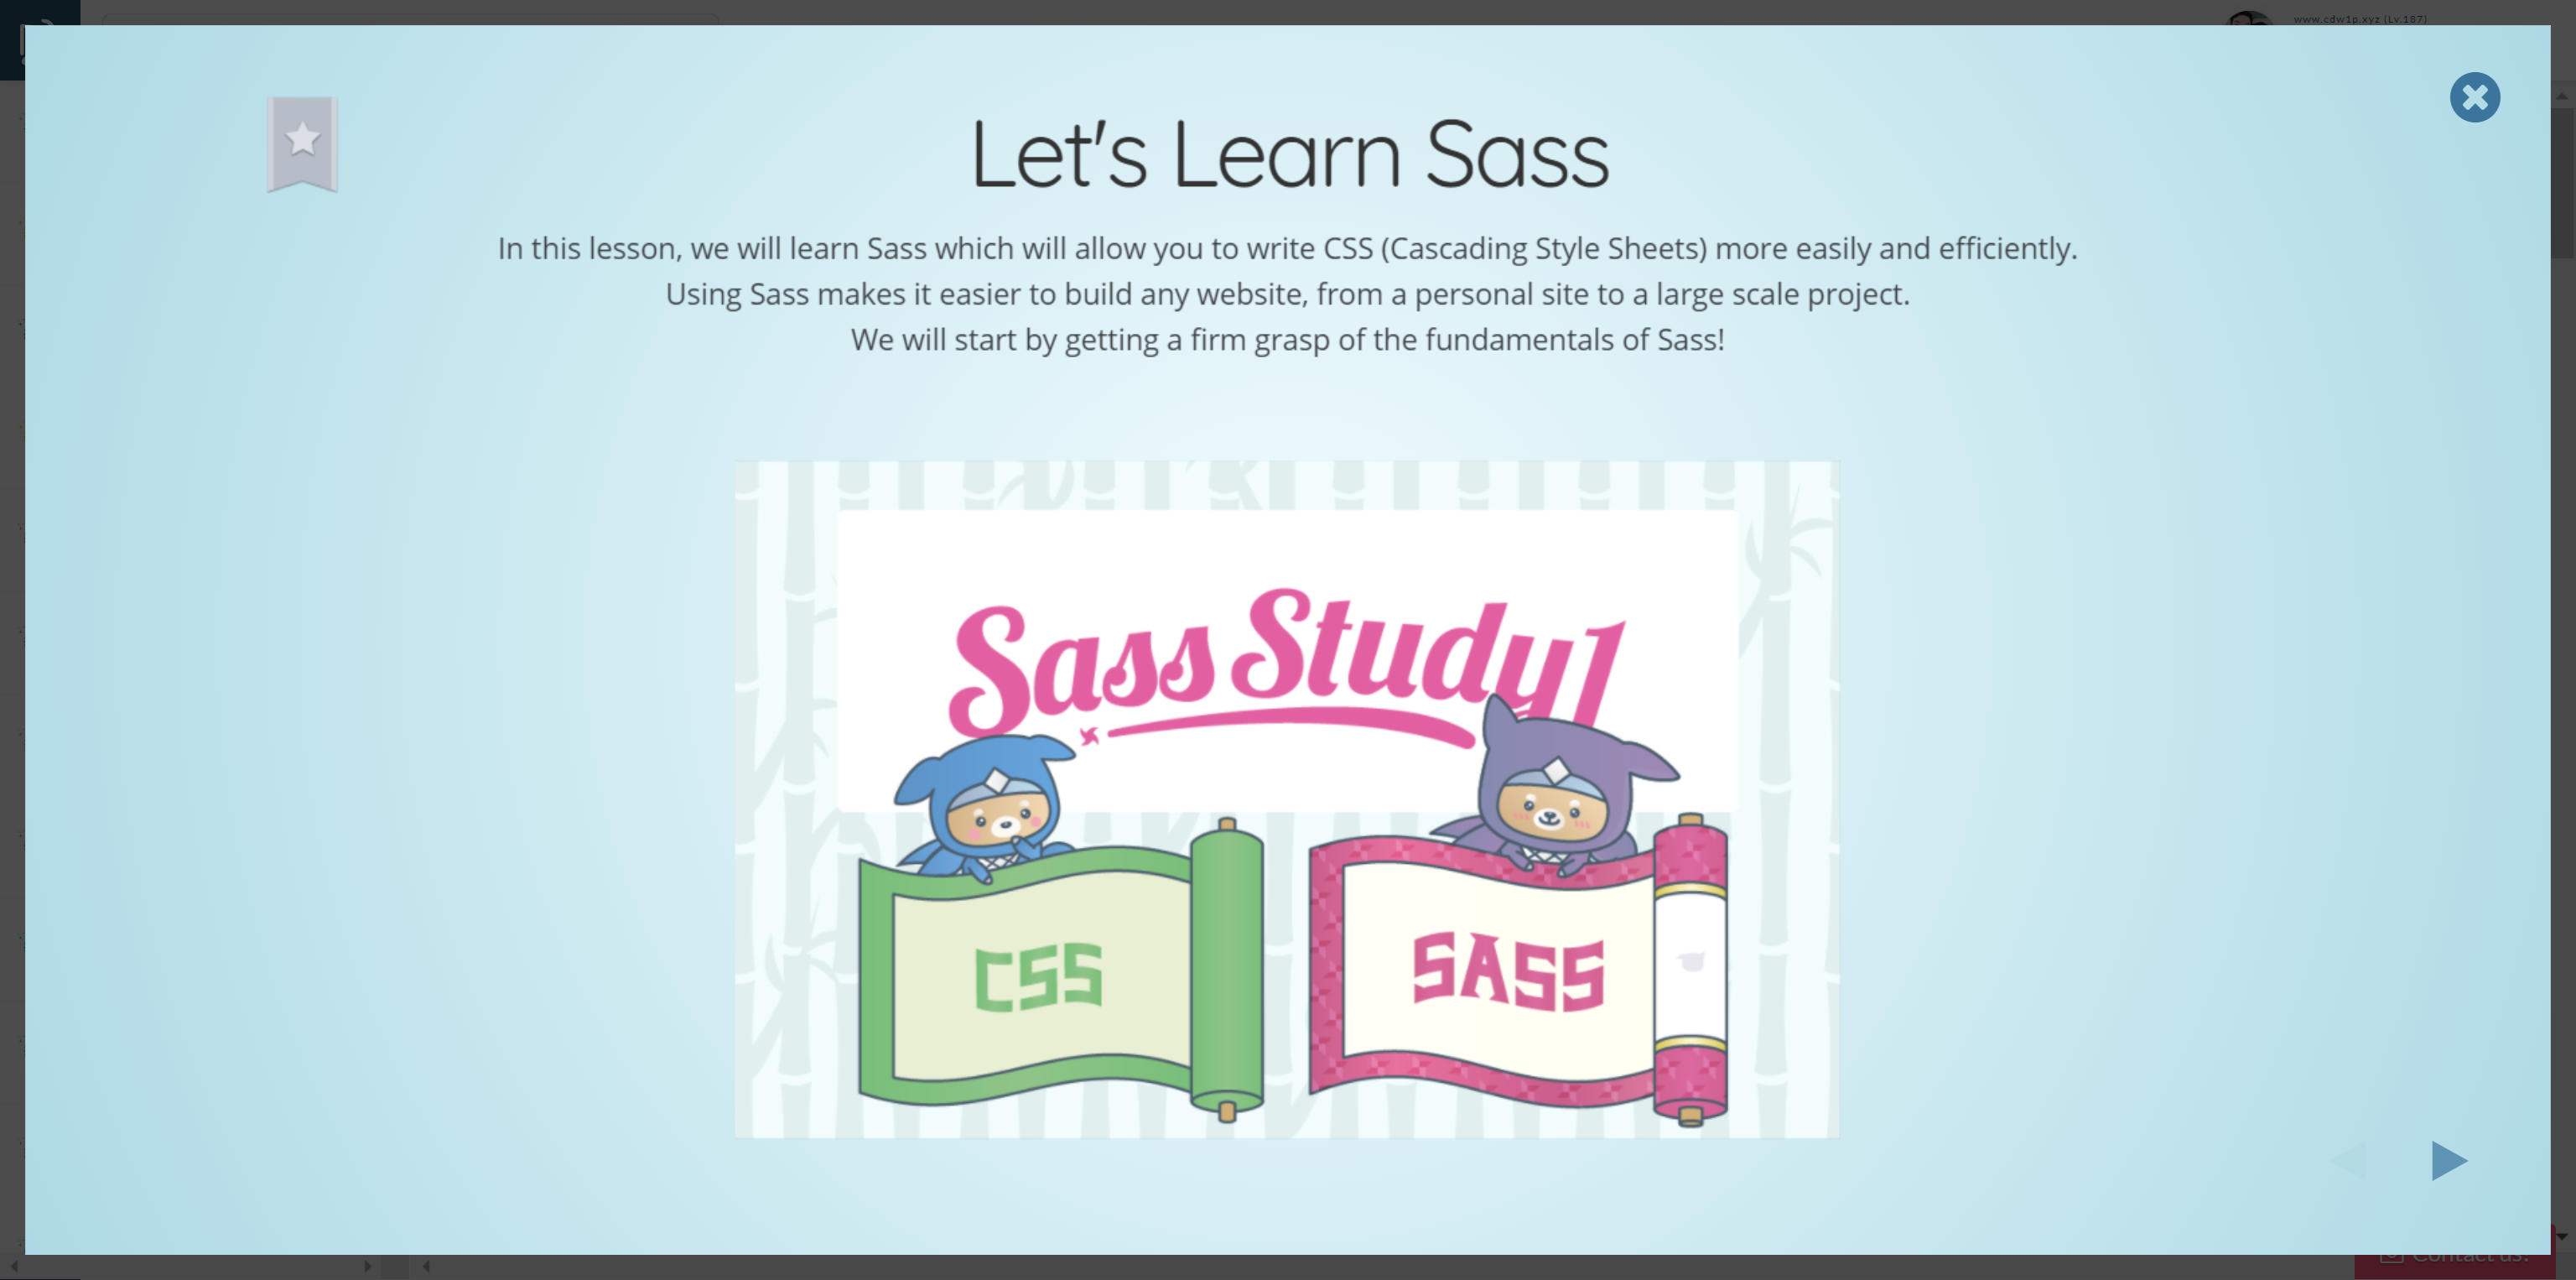 www.cdw1p.xyz (Lv.187)
Let's Learn Sass
In this lesson, we will learn Sass which will allow you to write CSS (Cascading Style Sheets) more easily and efficiently.
Using Sass makes it easier to build any website, from a personal site to a large scale project.
We will start by getting a firm grasp of the fundamentals of Sass!
Sass Study 1
CSS
SASS
Contact us!